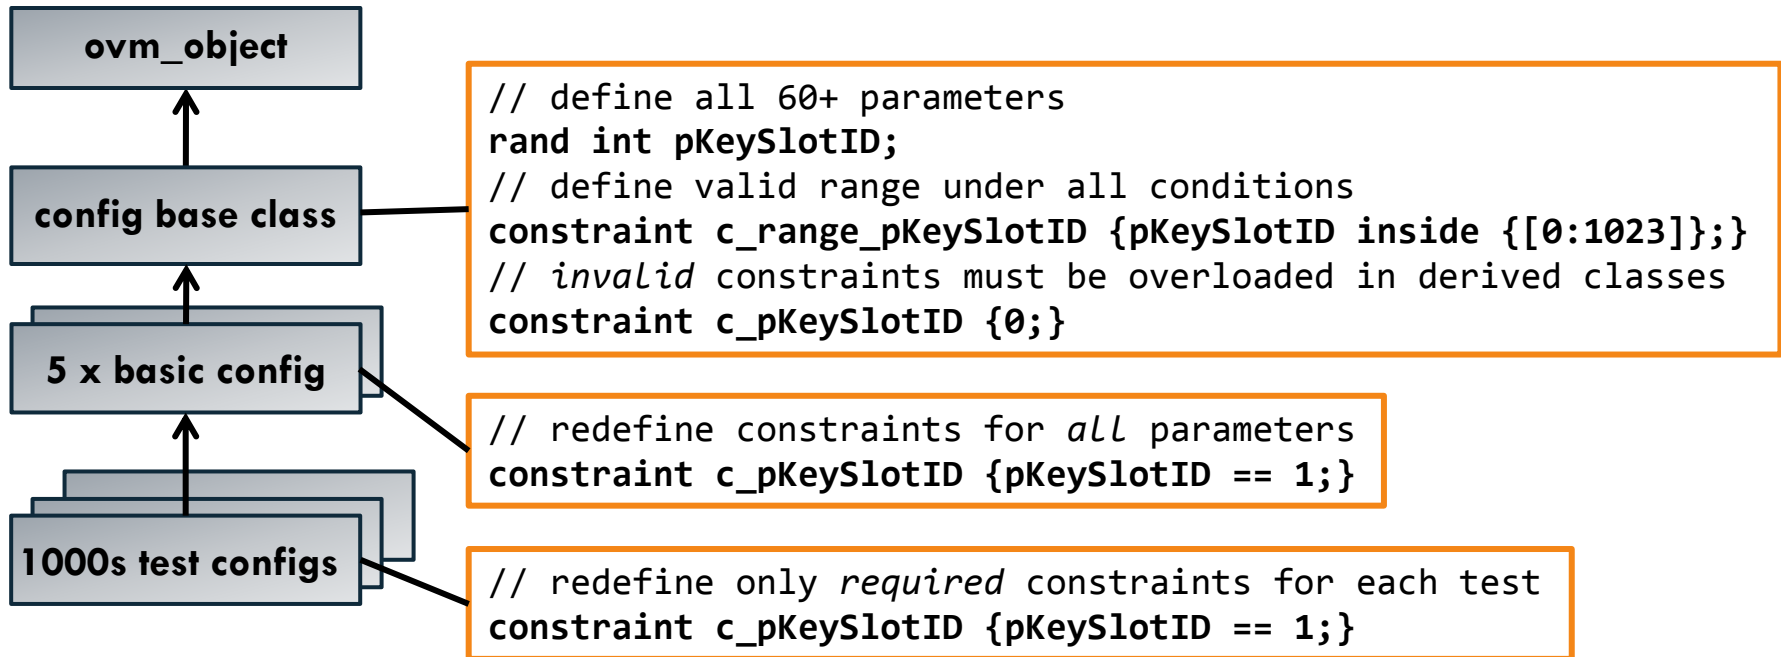 ovm_object
config base class
5 x basic config
1000s test configs
// define all 60+ parameters
rand int pKeySlotID;
// define valid range under all conditions
constraint c_range_pKeySlotID {pKeySlotID inside {[0:1023]};}
// invalid constraints must be overloaded in derived classes
constraint c_pKeySlotID {0;}
// redefine constraints for all parameters
constraint c_pKeySlotID {pKeySlotID == 1;}
// redefine only required constraints for each test
constraint c_pKeySlotID {pKeySlotID == 1;}